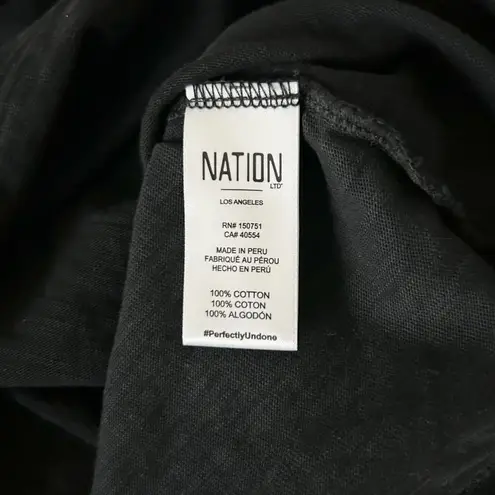 NATION
LTD
LOS ANGELES
RN# 150751
CA# 40554
MADE IN PERU
FABRIQUÉ AU PÉROU
HECHO EN PERÚ
100% COTTON
100% COTON
100% ALGODÓN
#PerfectlyUndone